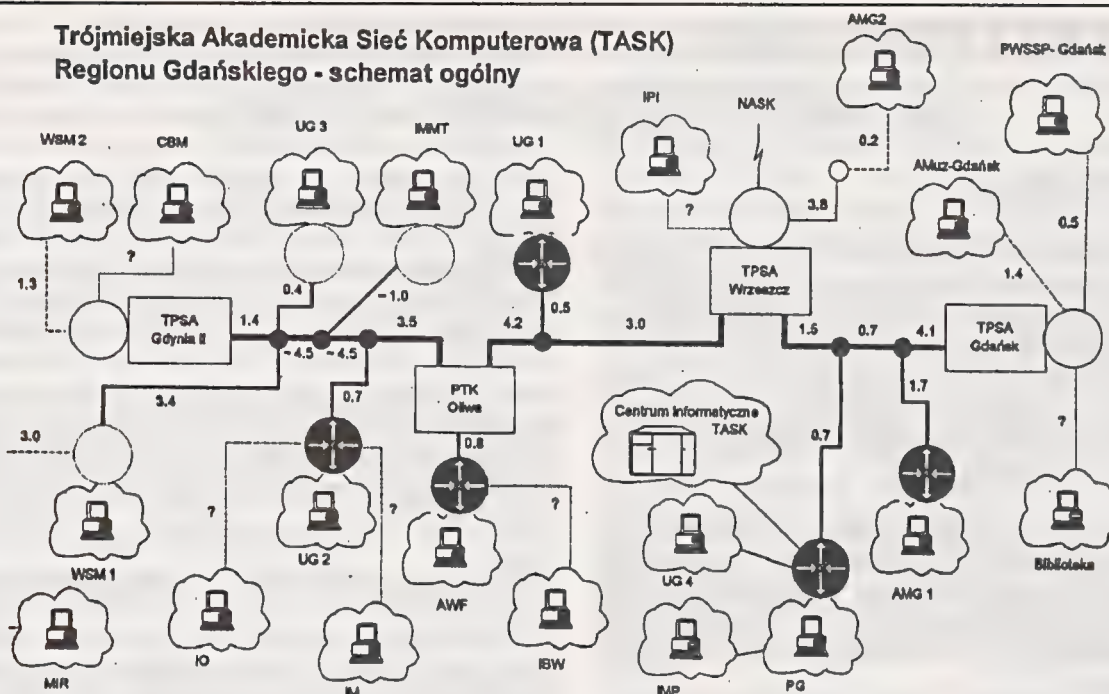 Trójmiejska Akademicka Sieć Komputerowa (TASK)
Regionu Gdańskiego - schemat ogólny
AMG2
PWSSP- Gdańsk
IPI
NASK
WSM 2
CBM
UG 3
IMMT
UG 1
0.2
AMuz-Gdańsk
?
3,8
0.5
1.3
?
TPSA
Wrzeszcz
1.4
0.4
~1.0
TPSA
Gdynia II
1.4
3.5
4.2
0.5
3.0
1.5
0.7
4.1
TPSA
Gdańsk
~4.5
~4.5
3.4
0.7
PTK
Oliwa
Centrum Informatyczne
TASK
0.7
1.7
?
3.0
0.8
?
?
?
WSM 1
UG 2
AWF
UG 4
AMG 1
Biblioteka
MIR
IO
IM
IBW
IMP
PG